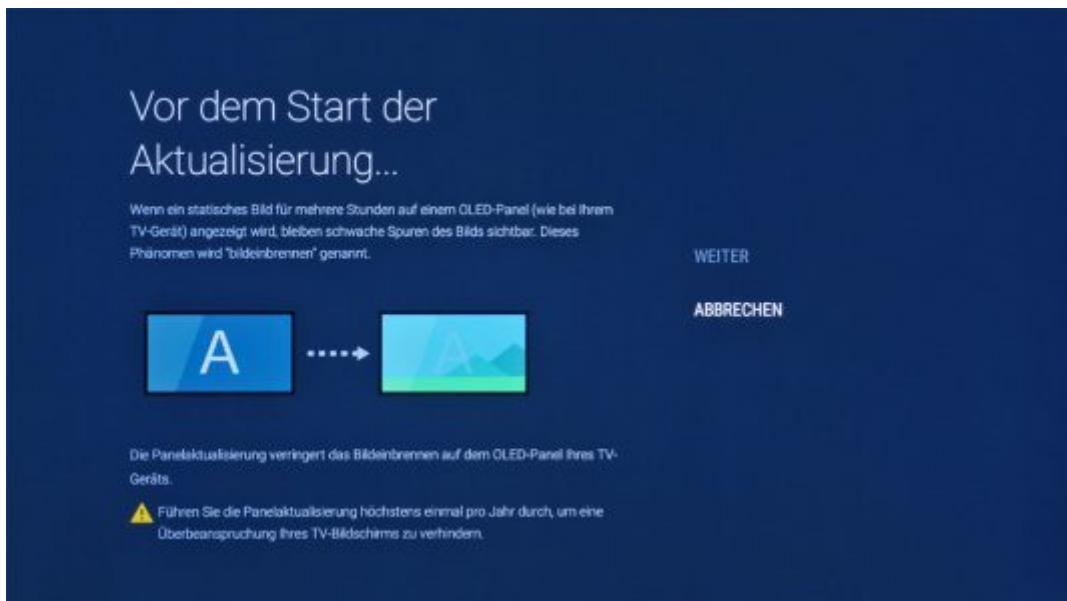 Vor dem Start der
Aktualisierung...
Wenn ein statisches Bild für mehrere Stunden auf einem OLED-Panel (wie bei Ihrem
TV-Gerät) angezeigt wird, bleiben schwache Spuren des Bilds sichtbar. Dieses
Phänomen wird "bildeinbrennen" genannt.
WEITER
ABBRECHEN
A
A
Die Panelaktualisierung verringert das Bildeinbrennen auf dem OLED-Panel Ihres TV-
Geräts.
Führen Sie die Panelaktualisierung höchstens einmal pro Jahr durch, um eine
Überbeanspruchung Ihres TV-Bildschirms zu verhindern.